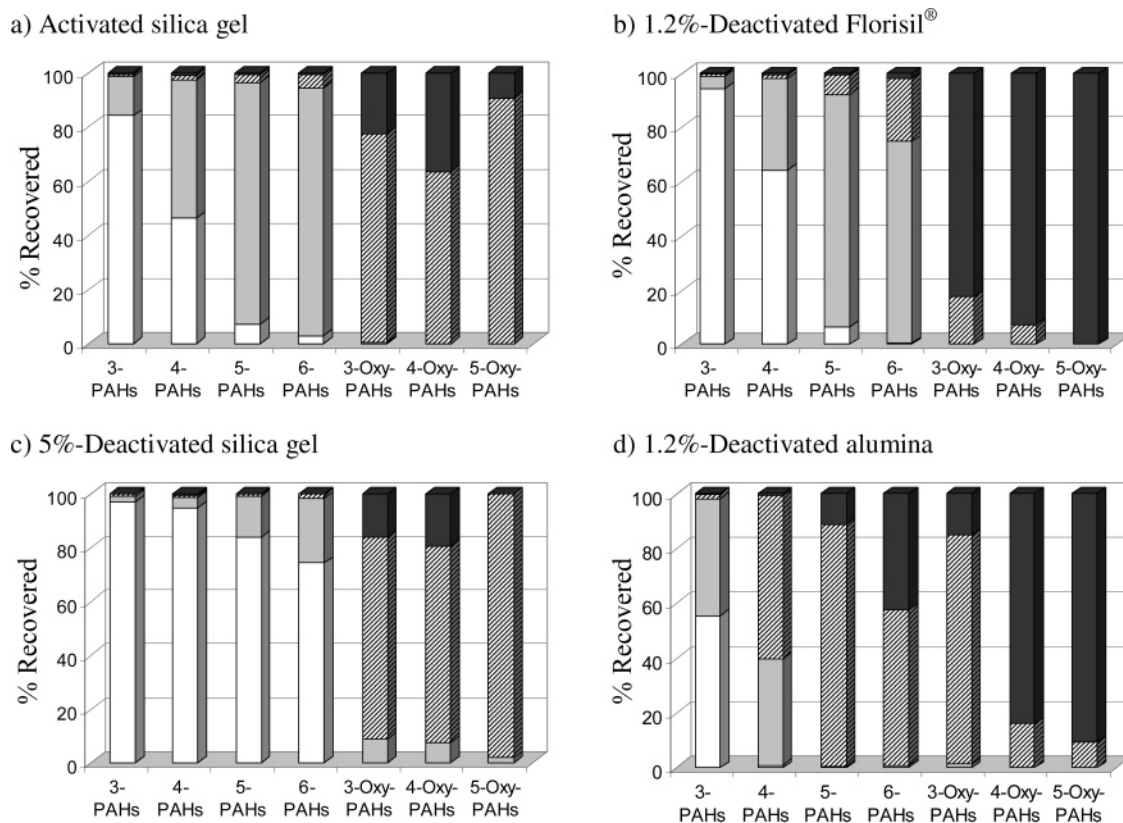 a) Activated silica gel
% Recovered
100
80
60
40
20
0
3-PAHs
4-PAHs
5-PAHs
6-PAHs
3-Oxy-PAHs
4-Oxy-PAHs
5-Oxy-PAHs
b) 1.2%-Deactivated Florisil®
% Recovered
100
80
60
40
20
0
3-PAHs
4-PAHs
5-PAHs
6-PAHs
3-Oxy-PAHs
4-Oxy-PAHs
5-Oxy-PAHs
c) 5%-Deactivated silica gel
% Recovered
100
80
60
40
20
0
3-PAHs
4-PAHs
5-PAHs
6-PAHs
3-Oxy-PAHs
4-Oxy-PAHs
5-Oxy-PAHs
d) 1.2%-Deactivated alumina
% Recovered
100
80
60
40
20
0
3-PAHs
4-PAHs
5-PAHs
6-PAHs
3-Oxy-PAHs
4-Oxy-PAHs
5-Oxy-PAHs